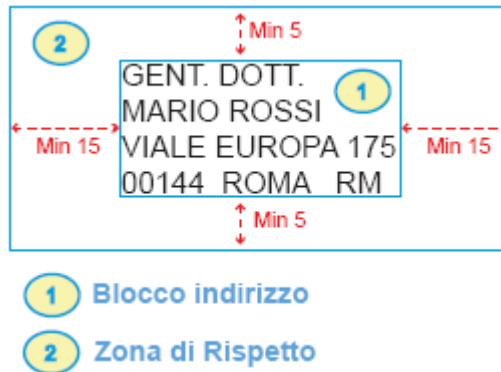 2
Min 5
GENT. DOTT.
1
MARIO ROSSI
Min 15
VIALE EUROPA 175
Min 15
00144 ROMA RM
Min 5
1 Blocco indirizzo
2 Zona di Rispetto